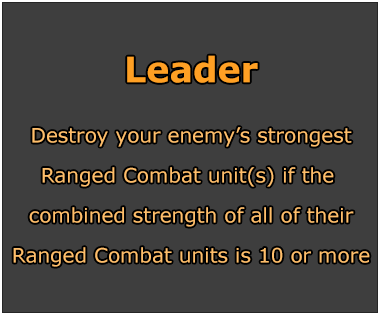 Leader
Destroy your enemy’s strongest
Ranged Combat unit(s) if the
combined strength of all of their
Ranged Combat units is 10 or more